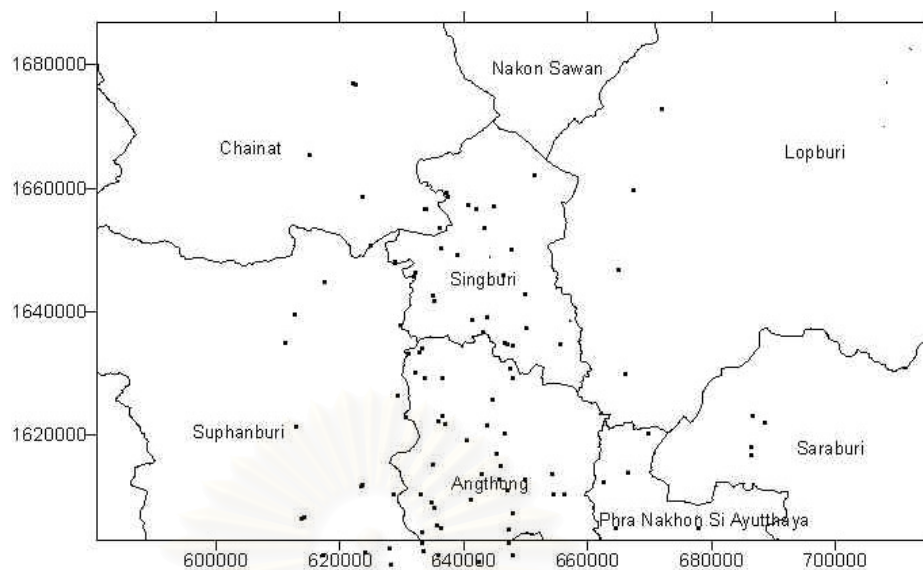 1680000
Nakon Sawan
Chainat
Lopburi
1660000
Singburi
1640000
1620000
Suphanburi
Saraburi
Angthong
Phra Nakhon Si Ayutthaya
600000 620000 640000 660000 680000 700000